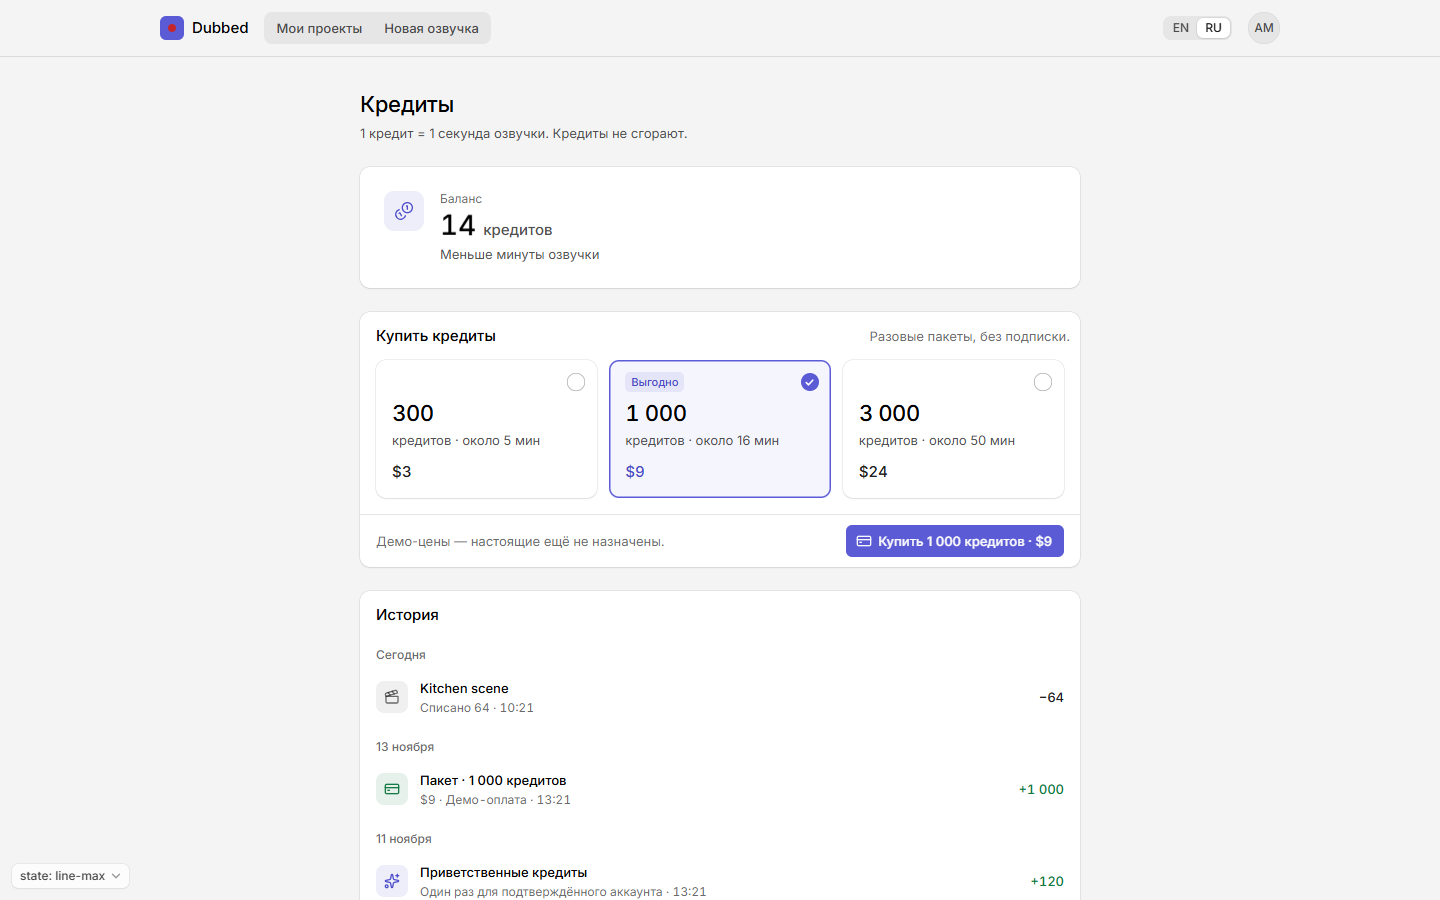 Dubbed
Мои проекты
Новая озвучка
EN
RU
AM
Кредиты
1 кредит = 1 секунда озвучки. Кредиты не сгорают.
Баланс
14 кредитов
Меньше минуты озвучки
Купить кредиты
Разовые пакеты, без подписки.
300
кредитов · около 5 мин
$3
Выгодно
1 000
кредитов · около 16 мин
$9
3 000
кредитов · около 50 мин
$24
Демо-цены — настоящие ещё не назначены.
Купить 1 000 кредитов · $9
История
Сегодня
Kitchen scene
Списано 64 · 10:21
−64
13 ноября
Пакет · 1 000 кредитов
$9 · Демо-оплата · 13:21
+1 000
11 ноября
Приветственные кредиты
Один раз для подтверждённого аккаунта · 13:21
+120
state: line-max